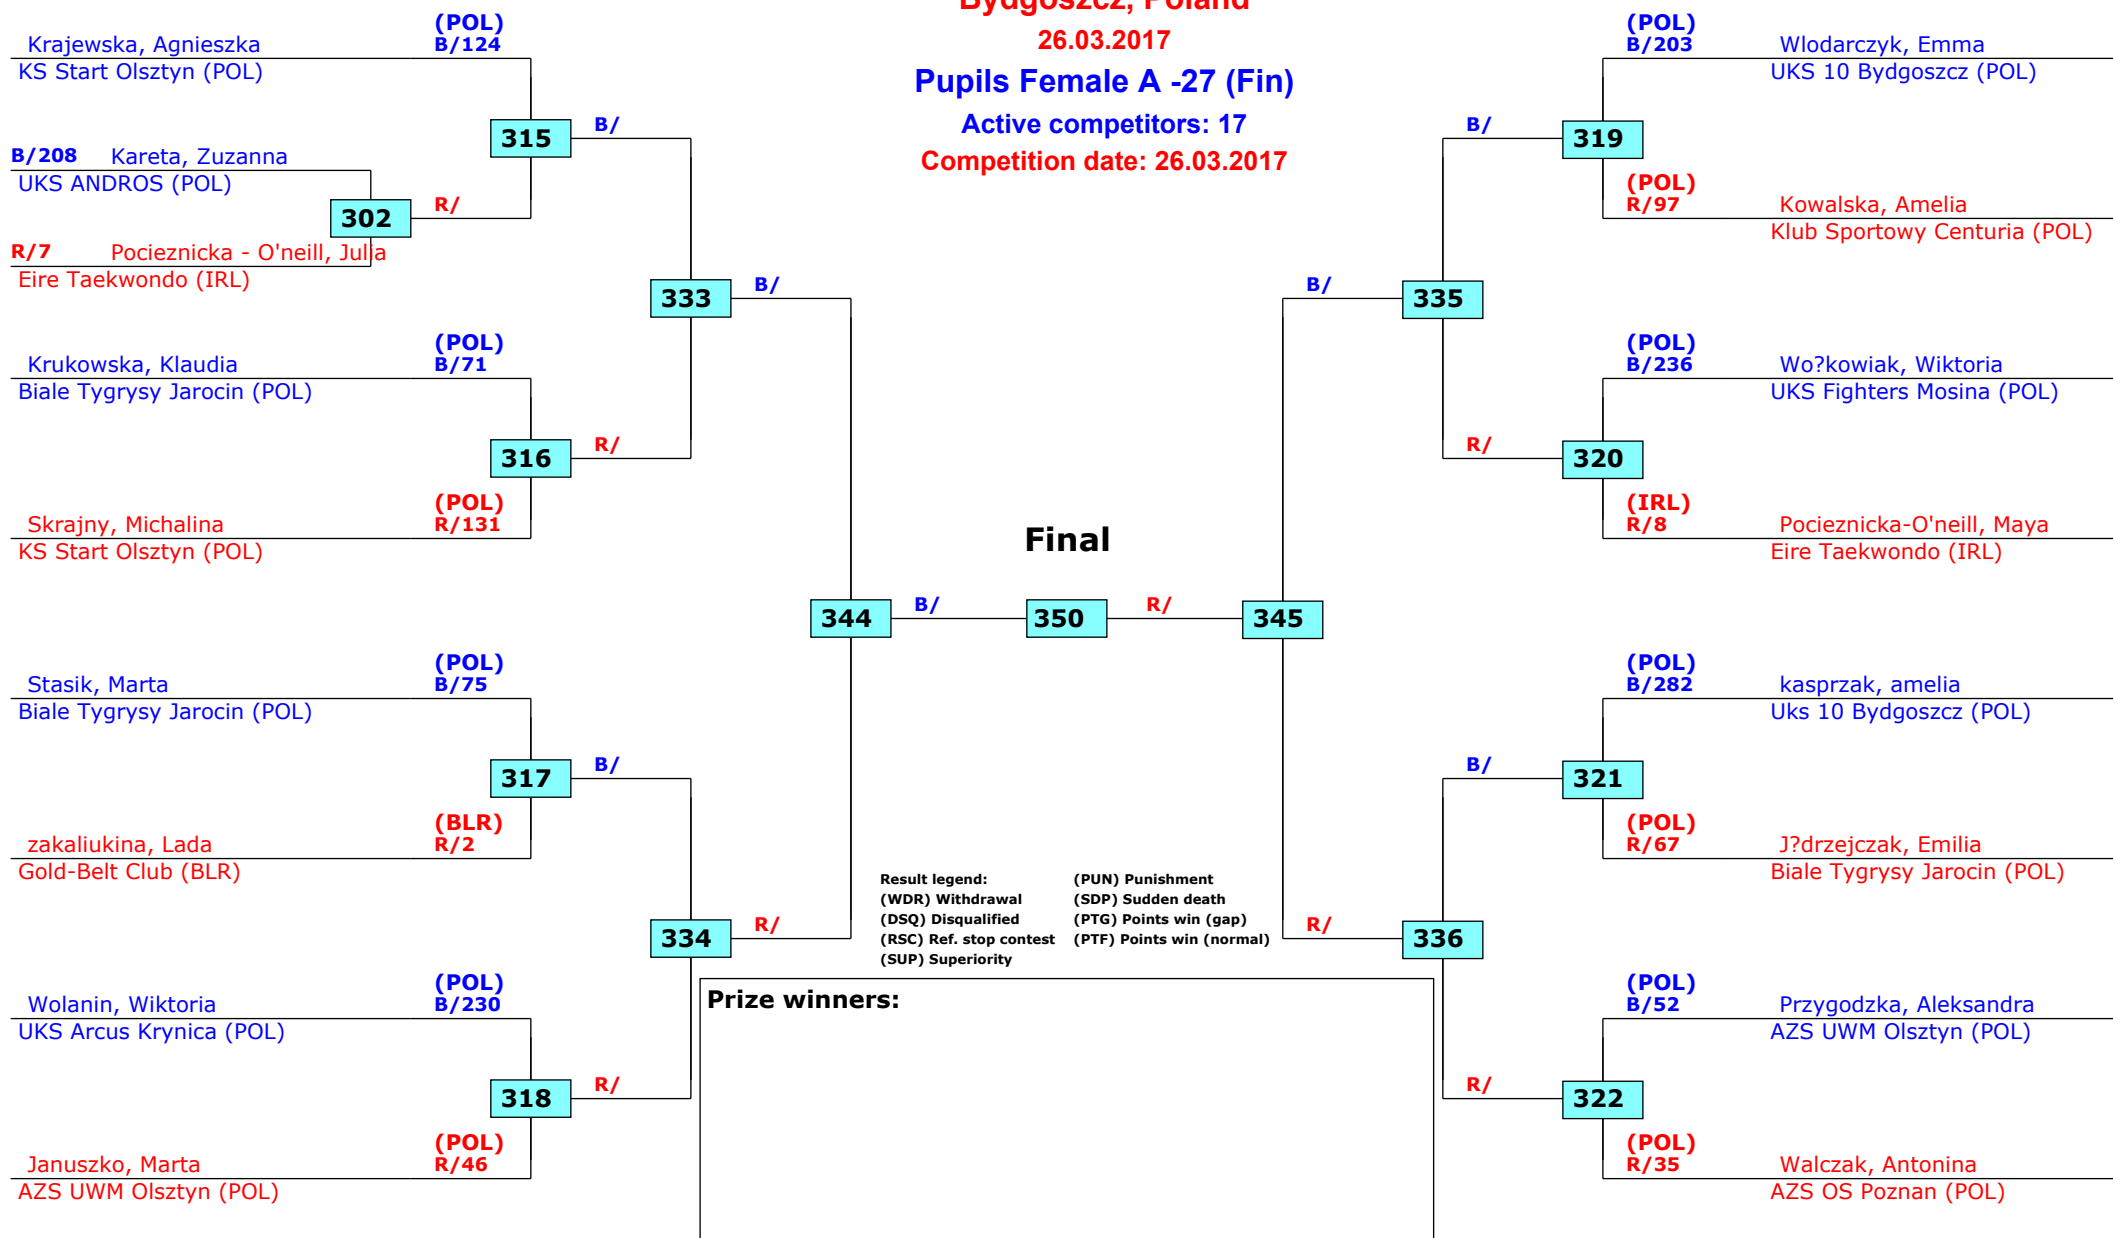 Bydgoszcz, Poland
26.03.2017
Pupils Female A -27 (Fin)
Active competitors: 17
Competition date: 26.03.2017
(POL)
Krajewska, Agnieszka B/124
KS Start Olsztyn (POL)
315 B/
B/208 Kareta, Zuzanna
UKS ANDROS (POL)
302 R/
R/7 Pocieznicka - O'neill, Julia
Eire Taekwondo (IRL)
333 B/
(POL)
Krukowska, Klaudia B/71
Biale Tygrysy Jarocin (POL)
316 R/
(POL)
Skrajny, Michalina R/131
KS Start Olsztyn (POL)
344 B/
(POL)
Stasik, Marta B/75
Biale Tygrysy Jarocin (POL)
317 B/
(BLR)
zakaliukina, Lada R/2
Gold-Belt Club (BLR)
334 R/
(POL)
Wolanin, Wiktoria B/230
UKS Arcus Krynica (POL)
318 R/
(POL)
Januszko, Marta R/46
AZS UWM Olsztyn (POL)
Final
350
R/ 345
(POL)
B/203 Wlodarczyk, Emma
UKS 10 Bydgoszcz (POL)
B/ 319
(POL)
R/97 Kowalska, Amelia
Klub Sportowy Centuria (POL)
B/ 335
(POL)
B/236 Wo?kowiak, Wiktoria
UKS Fighters Mosina (POL)
R/ 320
(IRL)
R/8 Pocieznicka-O'neill, Maya
Eire Taekwondo (IRL)
(POL)
B/282 kasprzak, amelia
Uks 10 Bydgoszcz (POL)
B/ 321
(POL)
R/67 J?drzejczak, Emilia
Biale Tygrysy Jarocin (POL)
R/ 336
(POL)
B/52 Przygodzka, Aleksandra
AZS UWM Olsztyn (POL)
R/ 322
(POL)
R/35 Walczak, Antonina
AZS OS Poznan (POL)
Result legend: (PUN) Punishment
(WDR) Withdrawal (SDP) Sudden death
(DSQ) Disqualified (PTG) Points win (gap)
(RSC) Ref. stop contest (PTF) Points win (normal)
(SUP) Superiority
Prize winners: